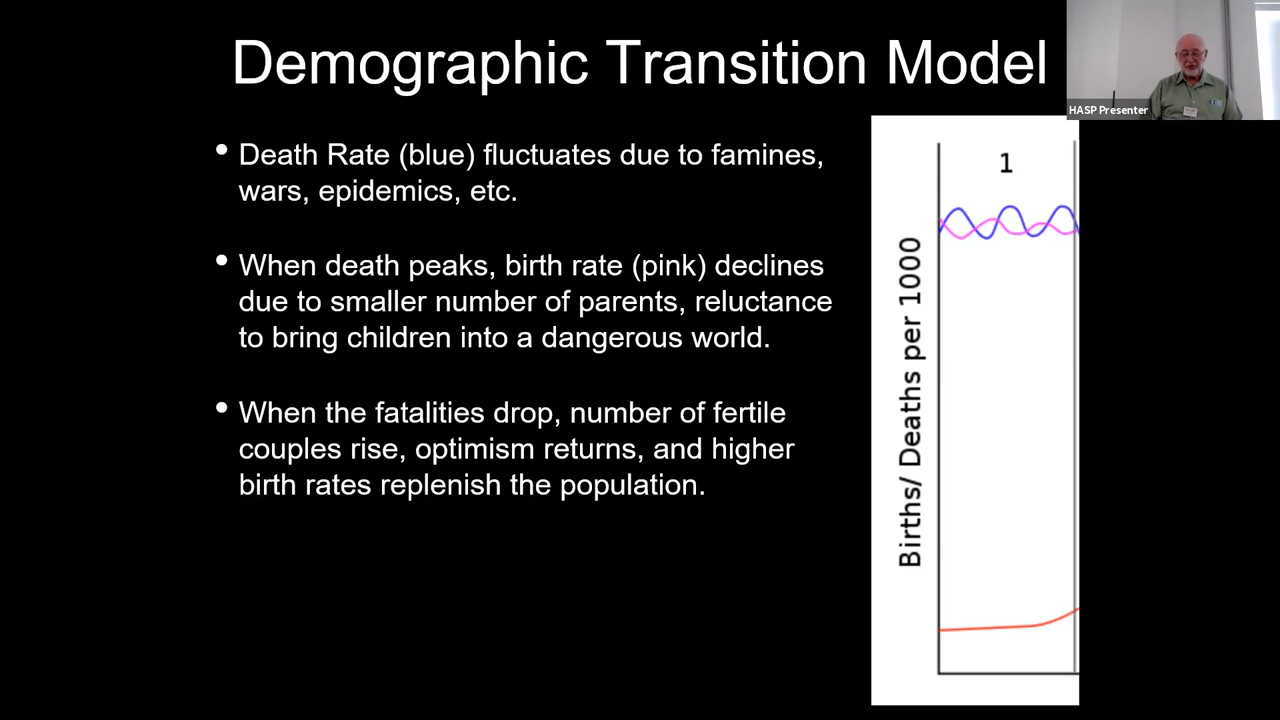 Demographic Transition Model
HASP Presenter
• Death Rate (blue) fluctuates due to famines,
wars, epidemics, etc.
• When death peaks, birth rate (pink) declines
due to smaller number of parents, reluctance
to bring children into a dangerous world.
• When the fatalities drop, number of fertile
couples rise, optimism returns, and higher
birth rates replenish the population.
1
Births/ Deaths per 1000